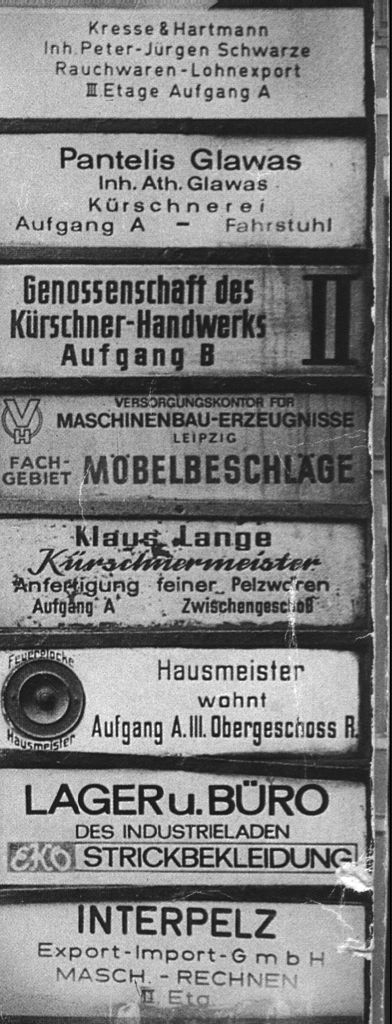 Kresse & Hartmann
Inh. Peter-Jürgen Schwarze
Rauchwaren-Lohnexport
III. Etage Aufgang A
Pantelis Glawas
Inh. Ath. Glawas
Kürschnerei
Aufgang A – Fahrstuhl
Genossenschaft des
Kürschner-Handwerks
Aufgang B
II
VH
VERSORGUNGSKONTOR FÜR
MASCHINENBAU-ERZEUGNISSE
LEIPZIG
FACH-
GEBIET MÖBELBESCHLÄGE
Klaus Lange
Kürschnermeister
Anfertigung feiner Pelzwaren
Aufgang A Zwischengeschoß
Feuerglocke
Hausmeister
Hausmeister
wohnt
Aufgang A. III. Obergeschoss R.
LAGER u. BÜRO
DES INDUSTRIELADEN
EKO STRICKBEKLEIDUNG
INTERPELZ
Export-Import-GmbH
MASCH. - RECHNEN
II. Etg.